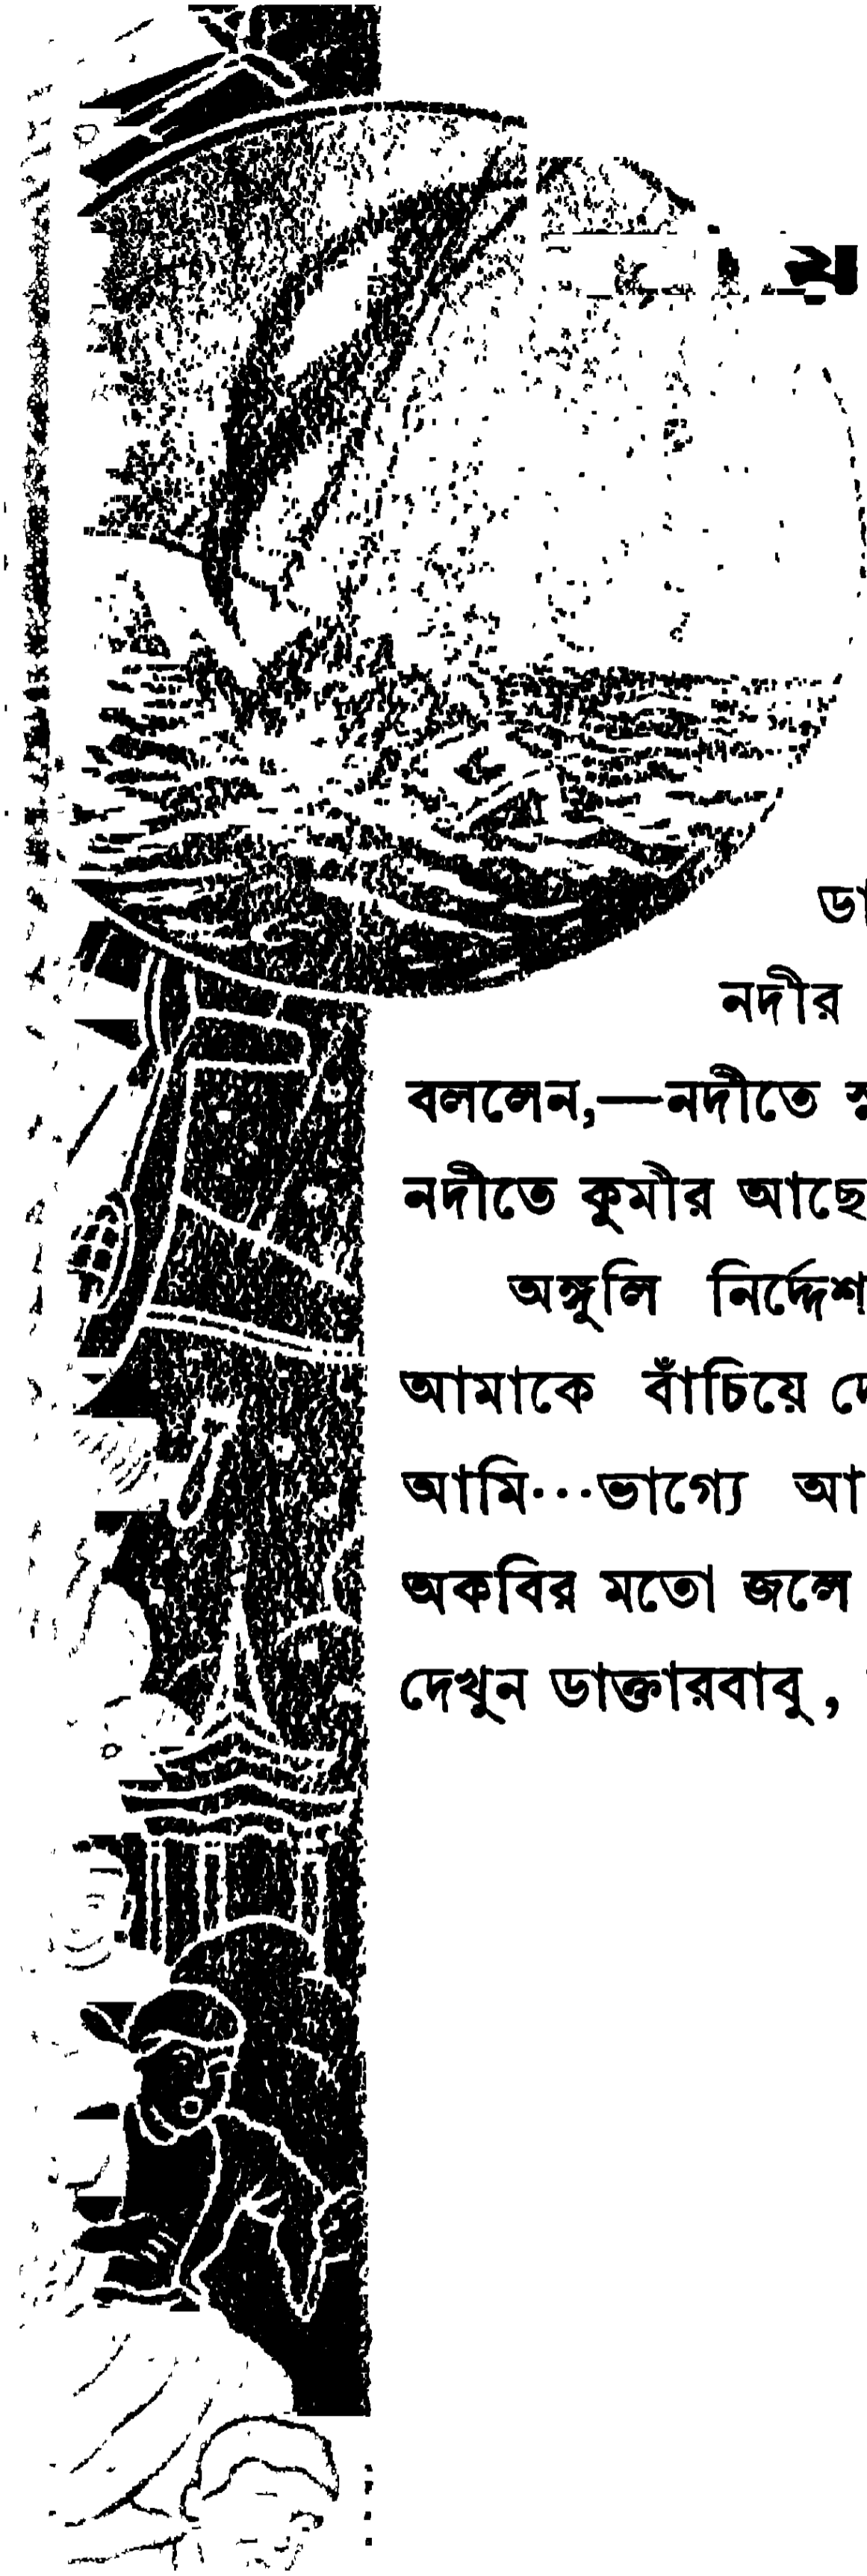 য়
ডা
নদীর
বললেন,—নদীতে
নদীতে কুমীর আছে
অঙ্গুলি নির্দ্দেশ
আমাকে বাঁচিয়ে দে
আমি···ভাগ্যে আ
অকবির মতো জলে
দেখুন ডাক্তারবাবু,